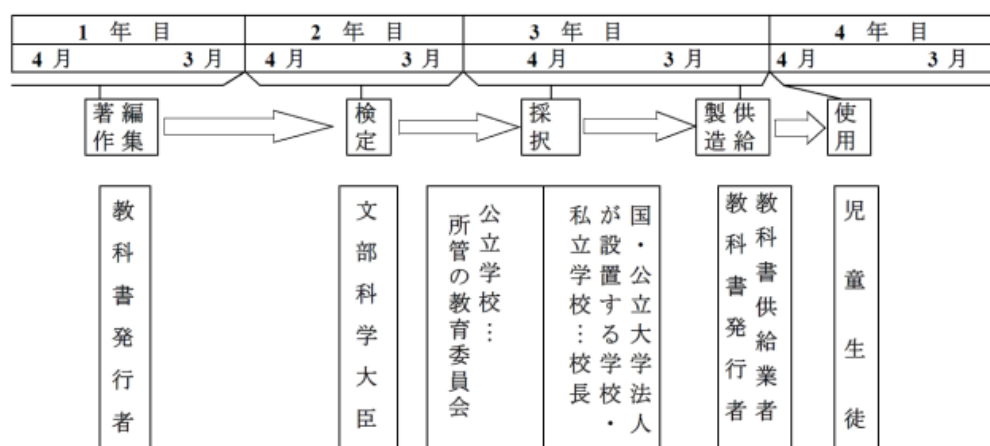 1 年 目
2 年 目
3 年 目
4 年 目
4 月
3 月
4 月
3 月
4 月
3 月
4 月
3 月
編集
著作
検定
採択
供給
製造
使用
教科書発行者
文部科学大臣
公立学校…
所管の教育委員会
国・公立大学法人
が設置する学校・
私立学校…校長
教科書供給業者
教科書発行者
児童生徒